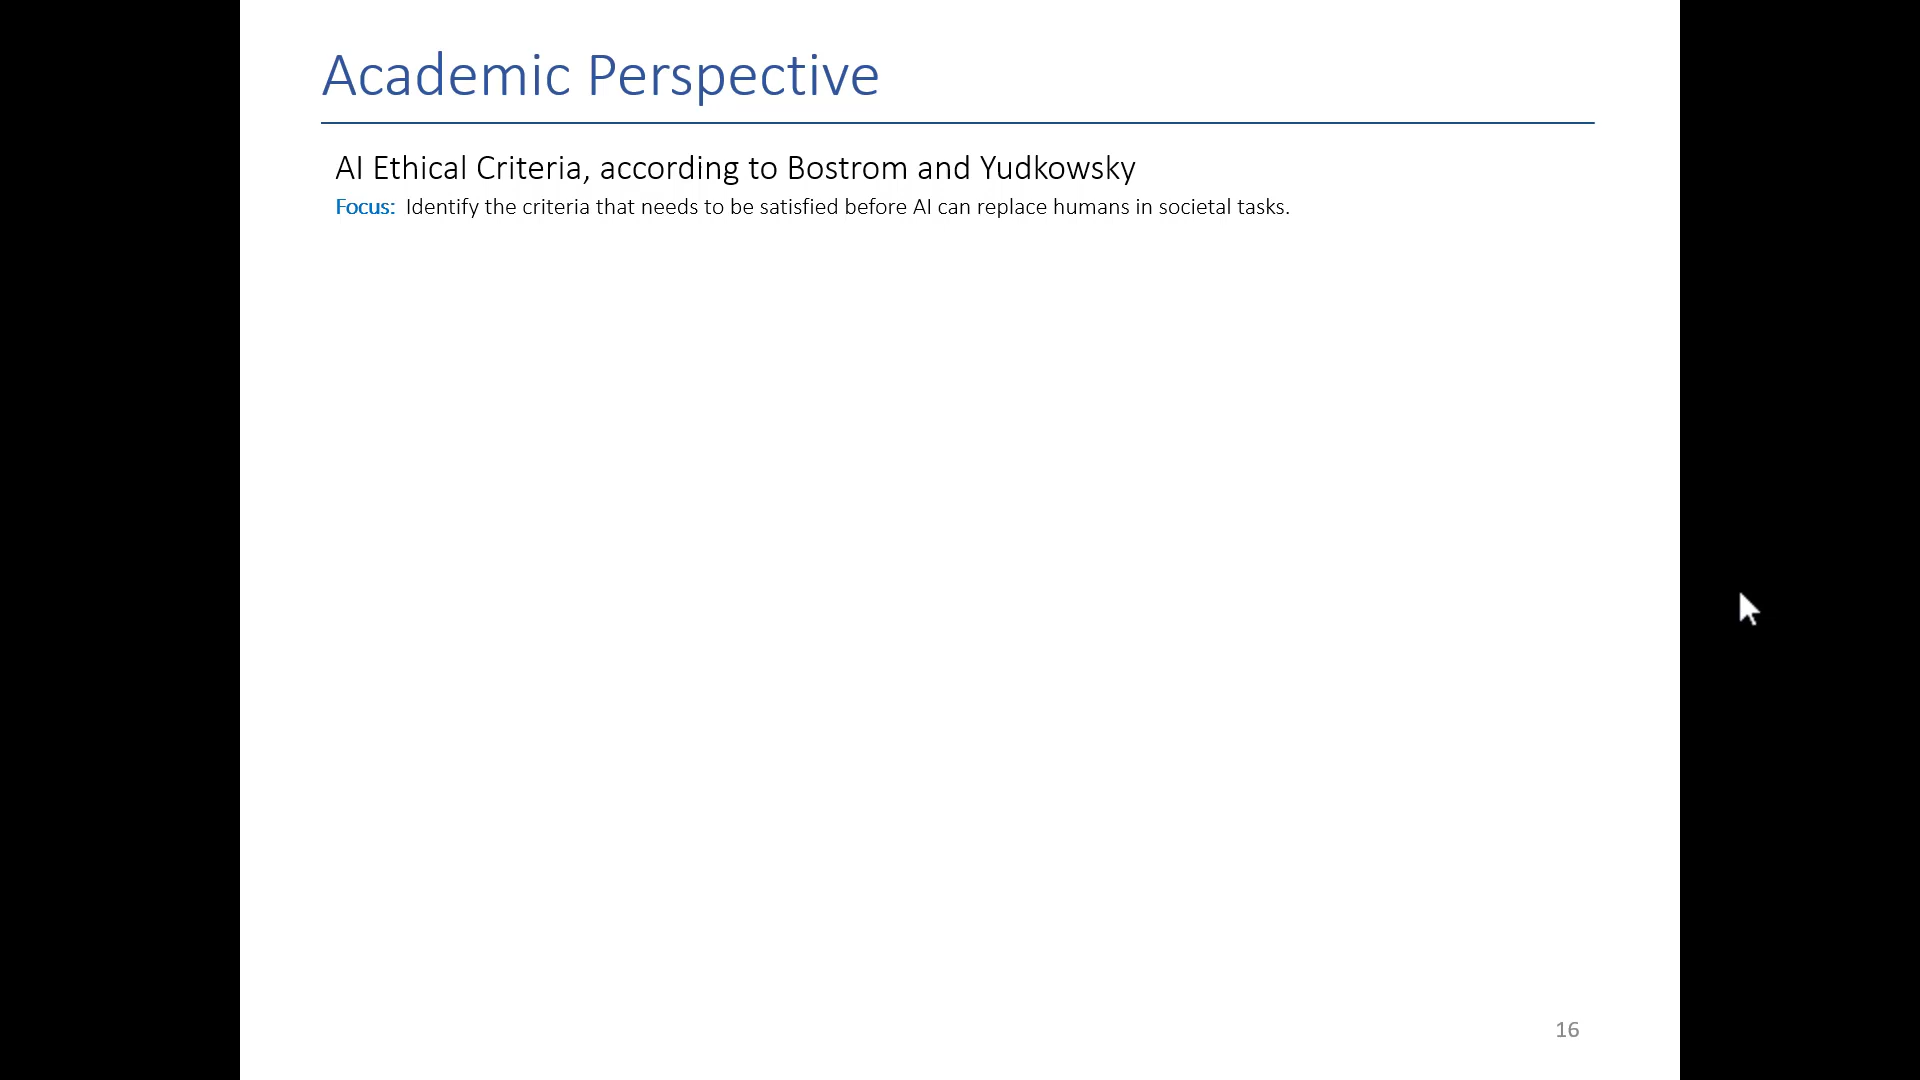 Academic Perspective
AI Ethical Criteria, according to Bostrom and Yudkowsky
Focus: Identify the criteria that needs to be satisfied before AI can replace humans in societal tasks.
16